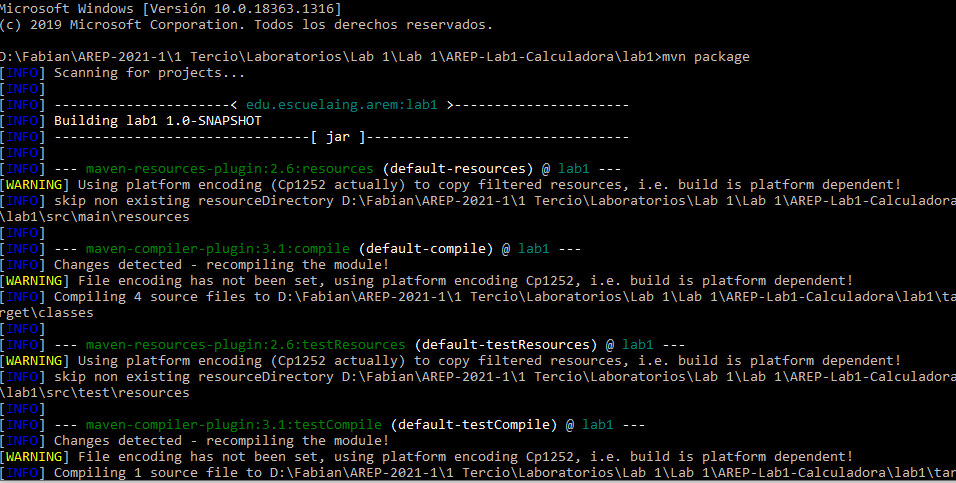 Microsoft Windows [Versión 10.0.18363.1316]
(c) 2019 Microsoft Corporation. Todos los derechos reservados.
D:\Fabian\AREP-2021-1\1 Tercio\Laboratorios\Lab 1\Lab 1\AREP-Lab1-Calculadora\lab1>mvn package
[INFO] Scanning for projects...
[INFO]
[INFO] ----------------------< edu.escuelaing.arem:lab1 >----------------------
[INFO] Building lab1 1.0-SNAPSHOT
[INFO] --------------------------------[ jar ]---------------------------------
[INFO]
[INFO] --- maven-resources-plugin:2.6:resources (default-resources) @ lab1 ---
[WARNING] Using platform encoding (Cp1252 actually) to copy filtered resources, i.e. build is platform dependent!
[INFO] skip non existing resourceDirectory D:\Fabian\AREP-2021-1\1 Tercio\Laboratorios\Lab 1\Lab 1\AREP-Lab1-Calculadora
\lab1\src\main\resources
[INFO]
[INFO] --- maven-compiler-plugin:3.1:compile (default-compile) @ lab1 ---
[INFO] Changes detected - recompiling the module!
[WARNING] File encoding has not been set, using platform encoding Cp1252, i.e. build is platform dependent!
[INFO] Compiling 4 source files to D:\Fabian\AREP-2021-1\1 Tercio\Laboratorios\Lab 1\Lab 1\AREP-Lab1-Calculadora\lab1\ta
rget\classes
[INFO]
[INFO] --- maven-resources-plugin:2.6:testResources (default-testResources) @ lab1 ---
[WARNING] Using platform encoding (Cp1252 actually) to copy filtered resources, i.e. build is platform dependent!
[INFO] skip non existing resourceDirectory D:\Fabian\AREP-2021-1\1 Tercio\Laboratorios\Lab 1\Lab 1\AREP-Lab1-Calculadora
\lab1\src\test\resources
[INFO]
[INFO] --- maven-compiler-plugin:3.1:testCompile (default-testCompile) @ lab1 ---
[INFO] Changes detected - recompiling the module!
[WARNING] File encoding has not been set, using platform encoding Cp1252, i.e. build is platform dependent!
[INFO] Compiling 1 source file to D:\Fabian\AREP-2021-1\1 Tercio\Laboratorios\Lab 1\Lab 1\AREP-Lab1-Calculadora\lab1\tar